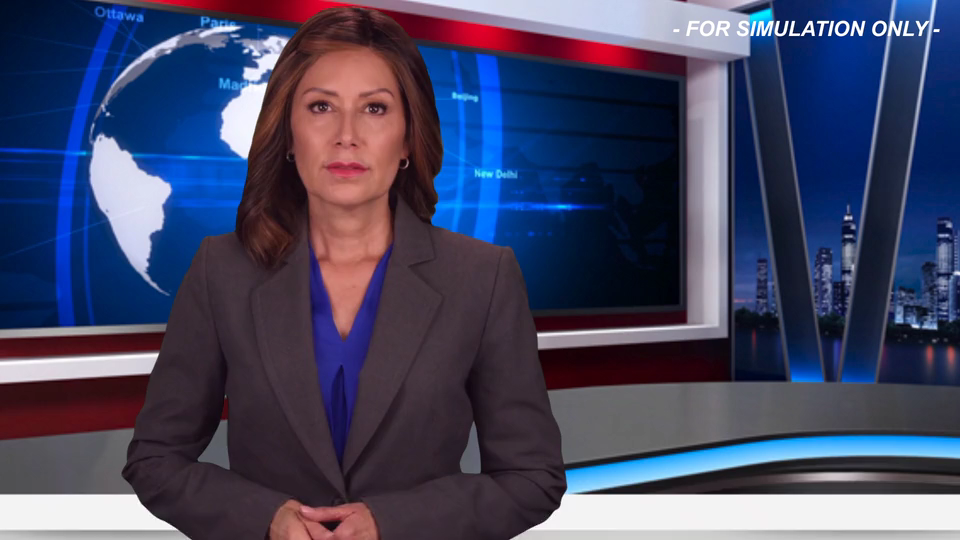 - FOR SIMULATION ONLY -
Ottawa
Paris
Beijing
New Delhi